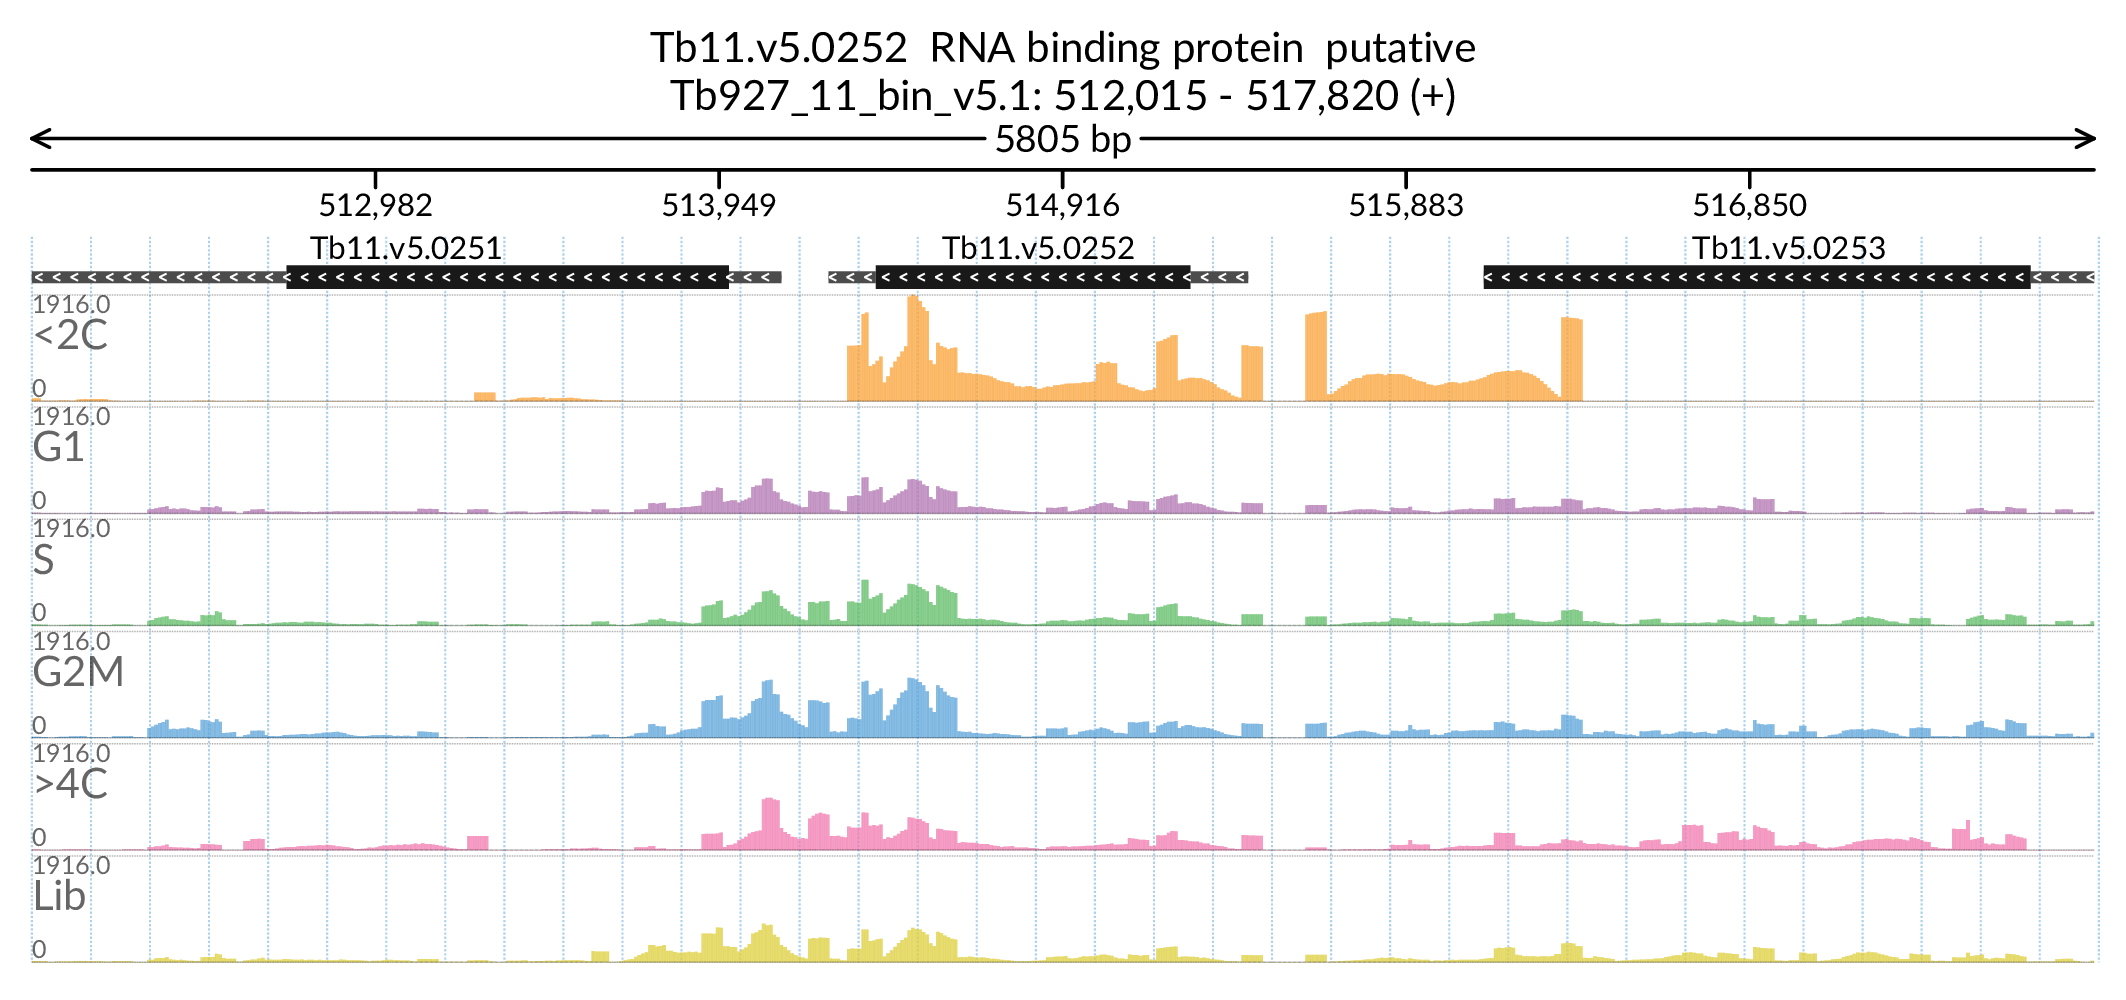 Tb11.v5.0252  RNA binding protein  putative
Tb927_11_bin_v5.1: 512,015 - 517,820 (+)
5805 bp
512,982 513,949 514,916 515,883 516,850
Tb11.v5.0251 Tb11.v5.0252 Tb11.v5.0253
1916.0
<2C
0
1916.0
G1
0
1916.0
S
0
1916.0
G2M
0
1916.0
>4C
0
1916.0
Lib
0